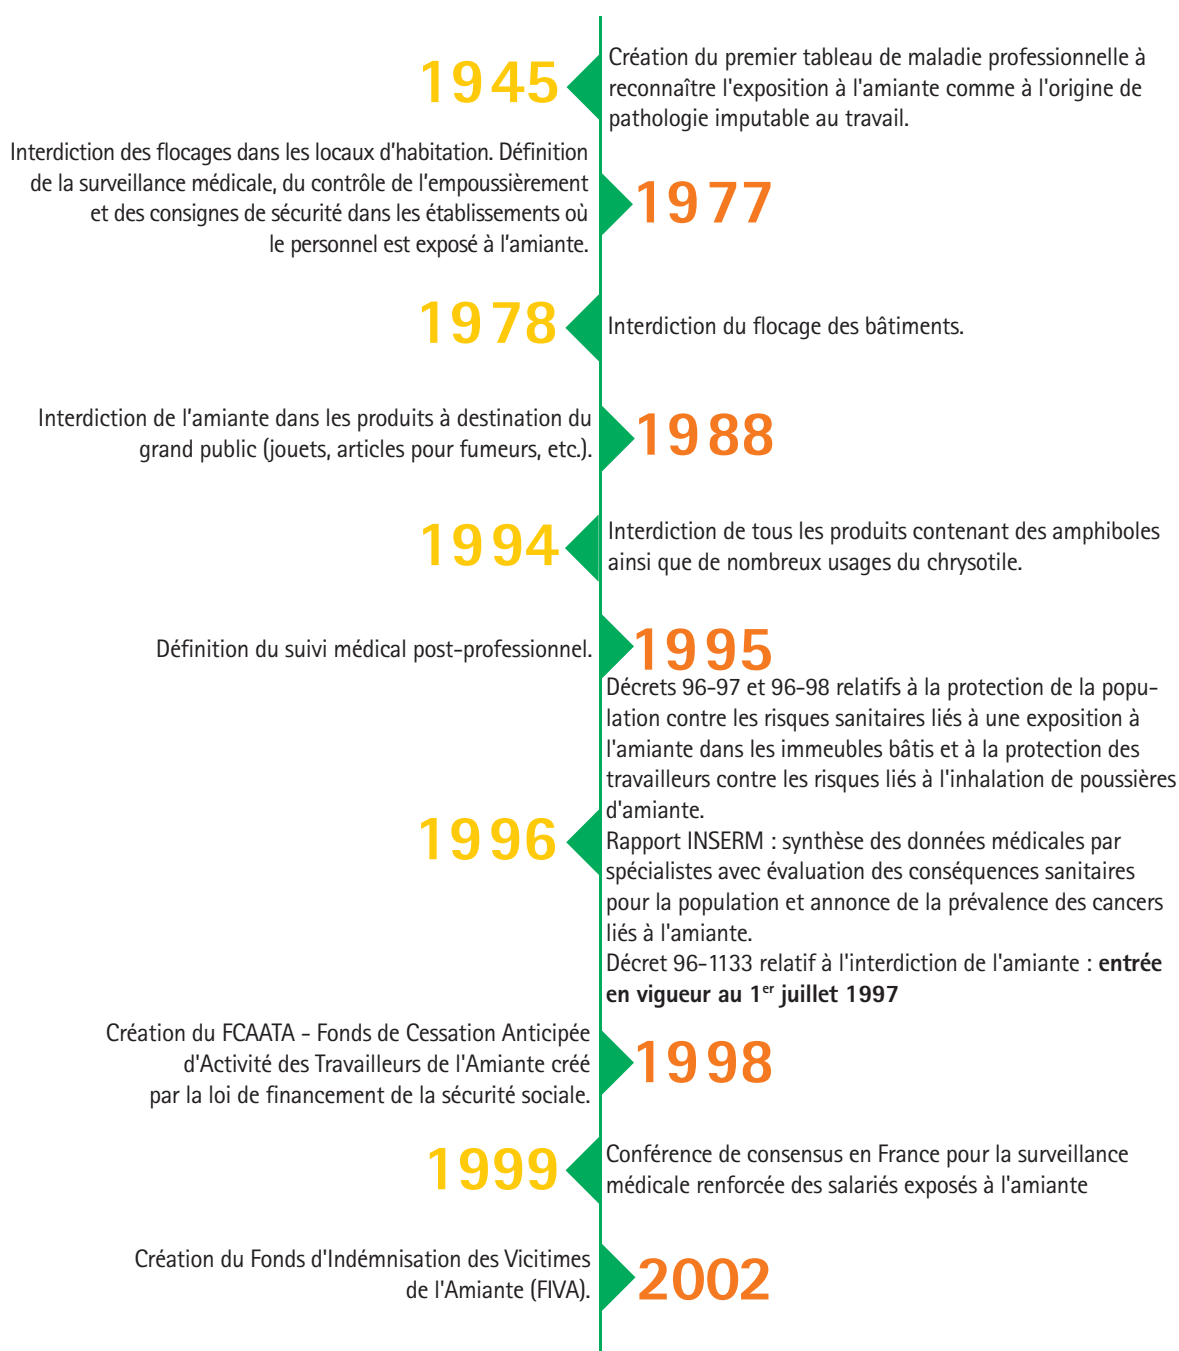 1945
Création du premier tableau de maladie professionnelle à
reconnaître l'exposition à l'amiante comme à l'origine de
pathologie imputable au travail.
Interdiction des flocages dans les locaux d’habitation. Définition
de la surveillance médicale, du contrôle de l’empoussièrement
et des consignes de sécurité dans les établissements où
le personnel est exposé à l’amiante.
1977
1978
Interdiction du flocage des bâtiments.
Interdiction de l’amiante dans les produits à destination du
grand public (jouets, articles pour fumeurs, etc.).
1988
1994
Interdiction de tous les produits contenant des amphiboles
ainsi que de nombreux usages du chrysotile.
Définition du suivi médical post-professionnel.
1995
1996
Décrets 96-97 et 96-98 relatifs à la protection de la popu-
lation contre les risques sanitaires liés à une exposition à
l'amiante dans les immeubles bâtis et à la protection des
travailleurs contre les risques liés à l'inhalation de poussières
d'amiante.
Rapport INSERM : synthèse des données médicales par
spécialistes avec évaluation des conséquences sanitaires
pour la population et annonce de la prévalence des cancers
liés à l'amiante.
Décret 96-1133 relatif à l'interdiction de l'amiante : entrée
en vigueur au 1er juillet 1997
Création du FCAATA - Fonds de Cessation Anticipée
d'Activité des Travailleurs de l'Amiante créé
par la loi de financement de la sécurité sociale.
1998
1999
Conférence de consensus en France pour la surveillance
médicale renforcée des salariés exposés à l'amiante
Création du Fonds d'Indémnisation des Vicitimes
de l'Amiante (FIVA).
2002